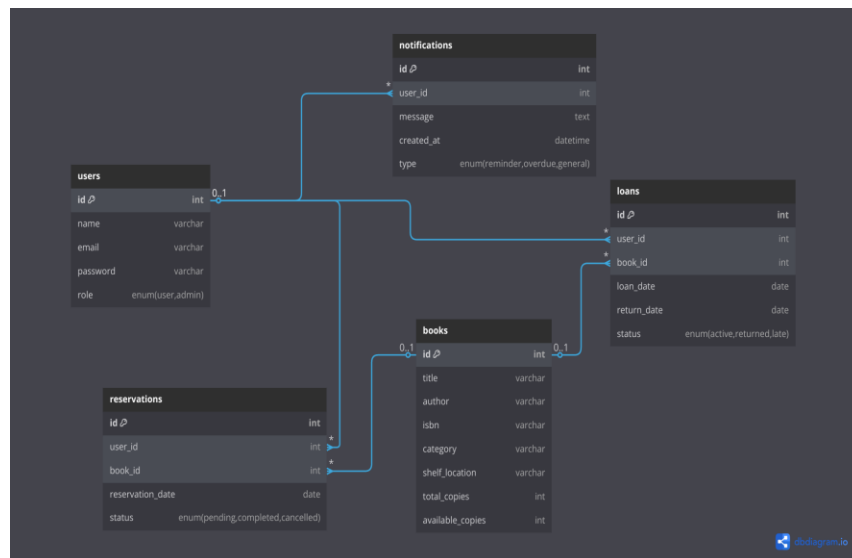 notifications
id int
* user_id int
message text
created_at datetime
type enum(reminder,overdue,general)
users
id int 0..1
name varchar
email varchar
password varchar
role enum(user,admin)
loans
id int
* user_id int
* book_id int
loan_date date
return_date date
status enum(active,returned,late)
books
0..1 id int 0..1
title varchar
author varchar
isbn varchar
category varchar
shelf_location varchar
total_copies int
available_copies int
reservations
id int
user_id int *
book_id int *
reservation_date date
status enum(pending,completed,cancelled)
dbdiagram.io